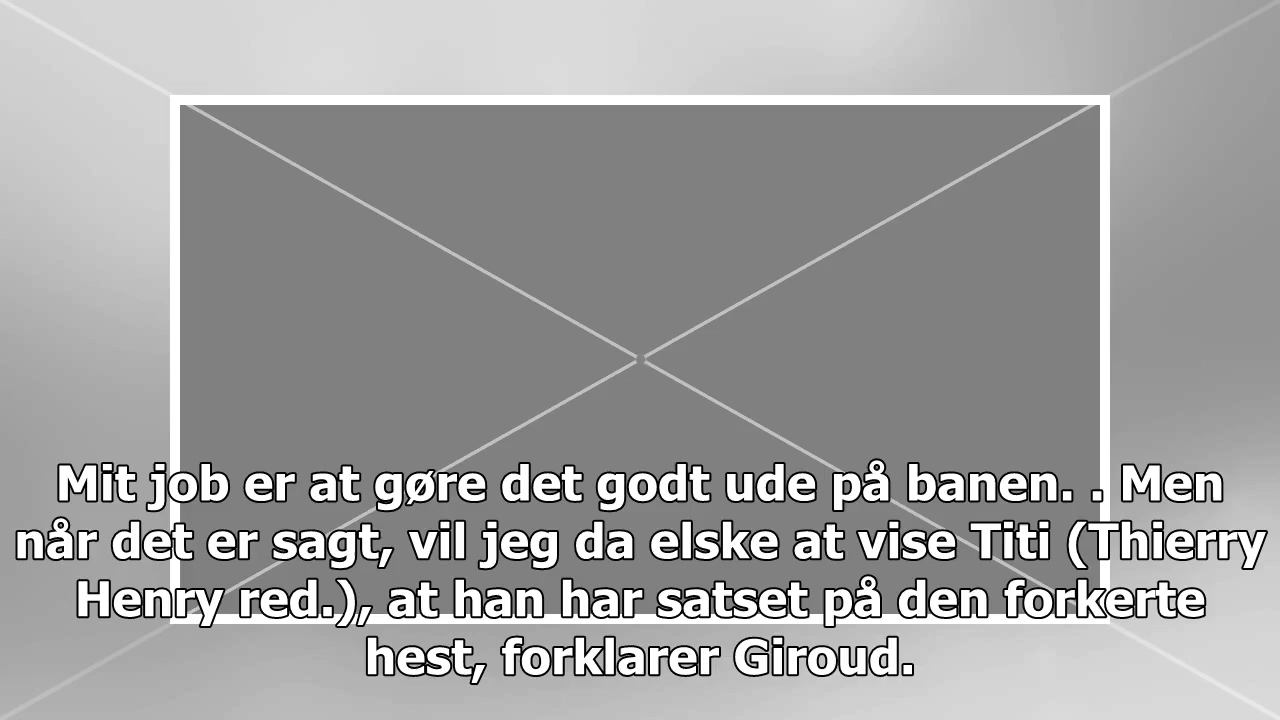 Mit job er at gøre det godt ude på banen. . Men
når det er sagt, vil jeg da elske at vise Titi (Thierry
Henry red.), at han har satset på den forkerte
hest, forklarer Giroud.